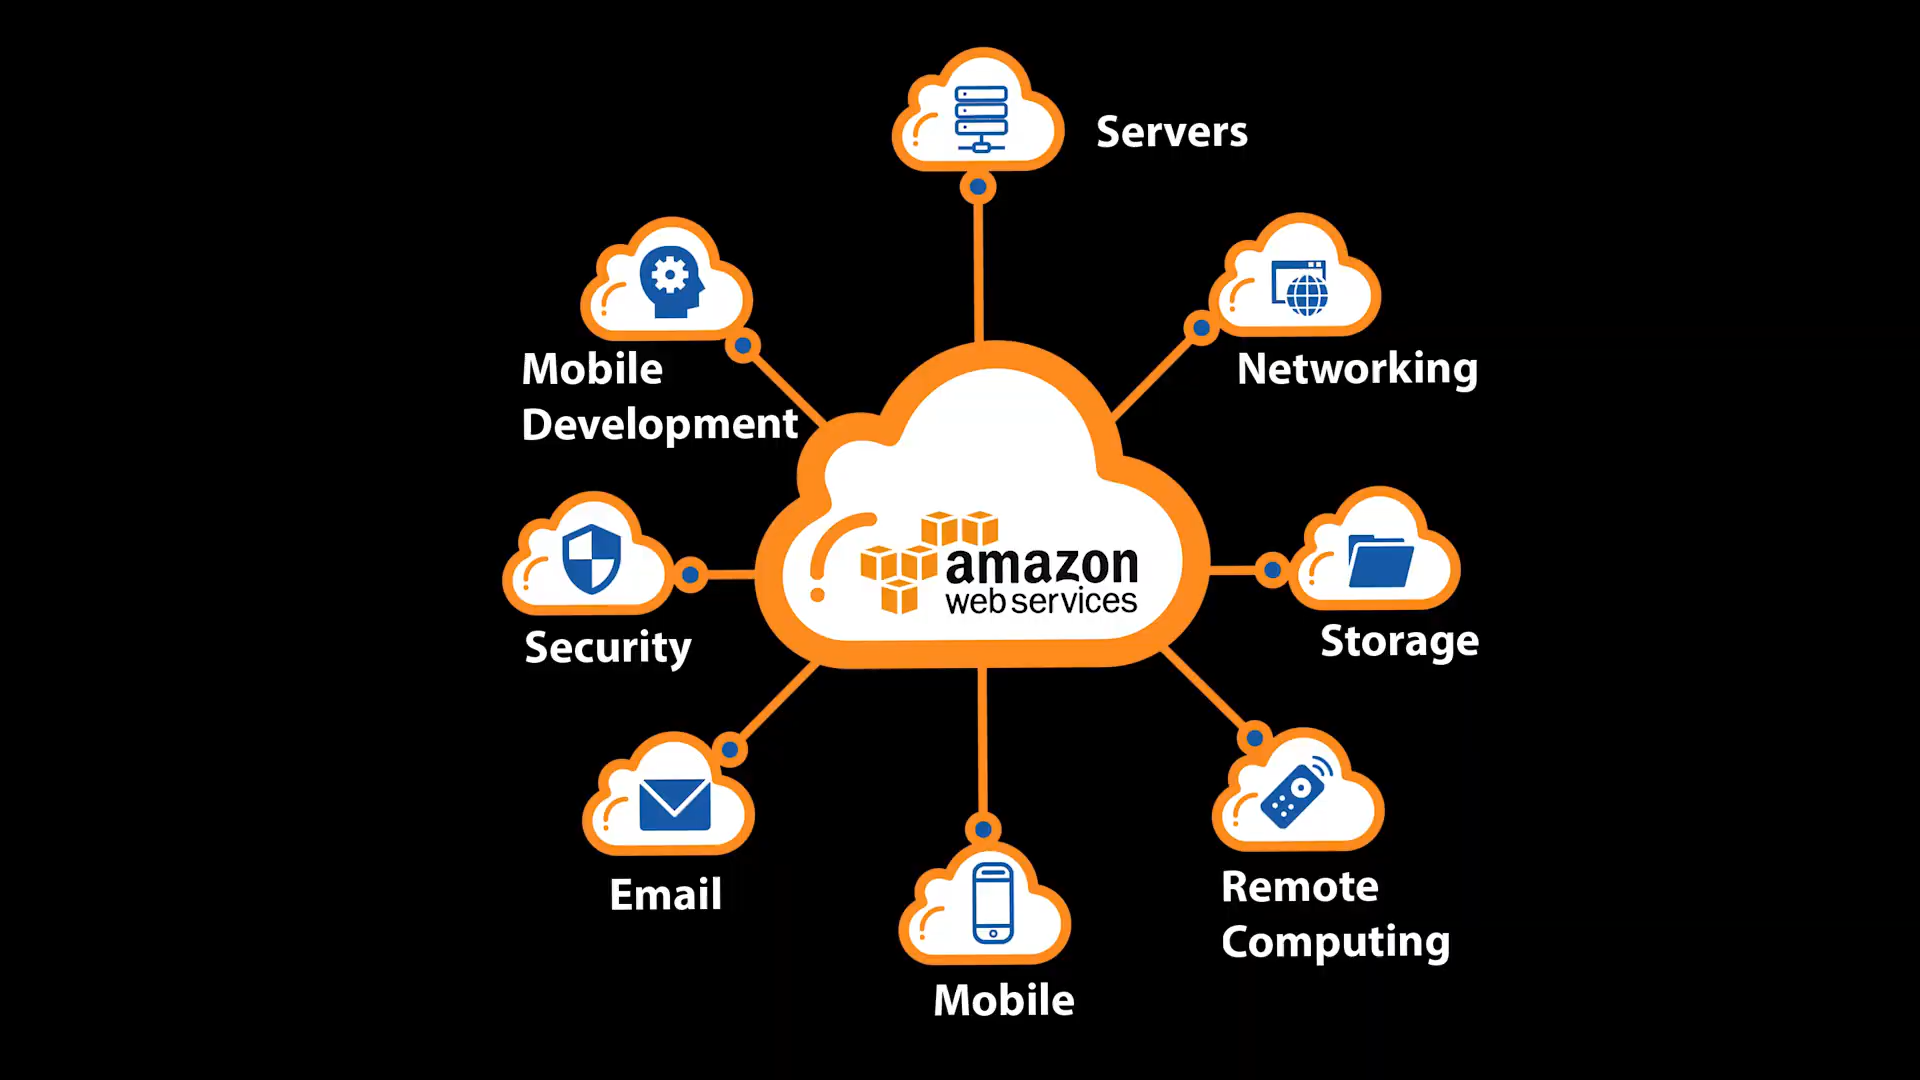 Servers
Mobile
Development
Networking
amazon
web services
Security
Storage
Email
Remote
Computing
Mobile